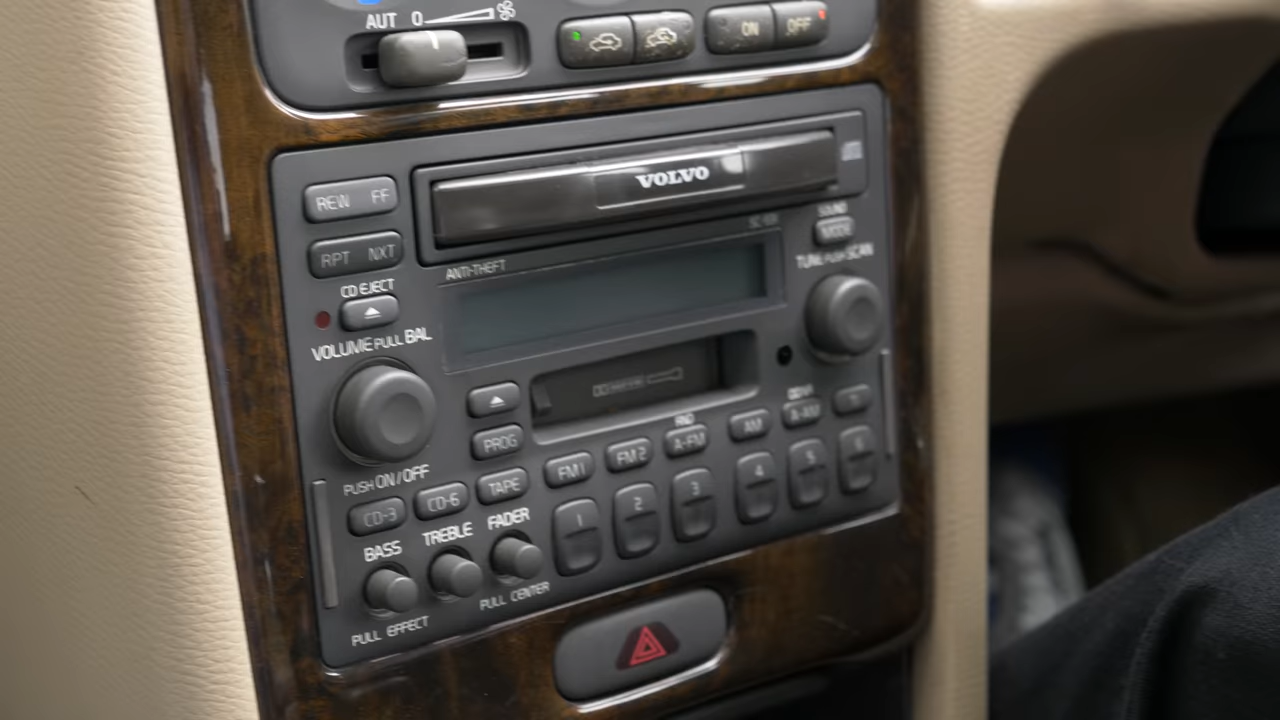 AUT 0
ON OFF
VOLVO
REW FF
SOUND
MODE
RPT NXT
ANTI-THEFT
TUNE PUSH SCAN
CD EJECT
VOLUME PULL BAL
PROG
AM
A-AM
FM1
FM2
A-FM
PUSH ON/OFF
CD-3
CD-6
TAPE
1
2
3
4
5
6
BASS
TREBLE
FADER
PULL EFFECT
PULL CENTER